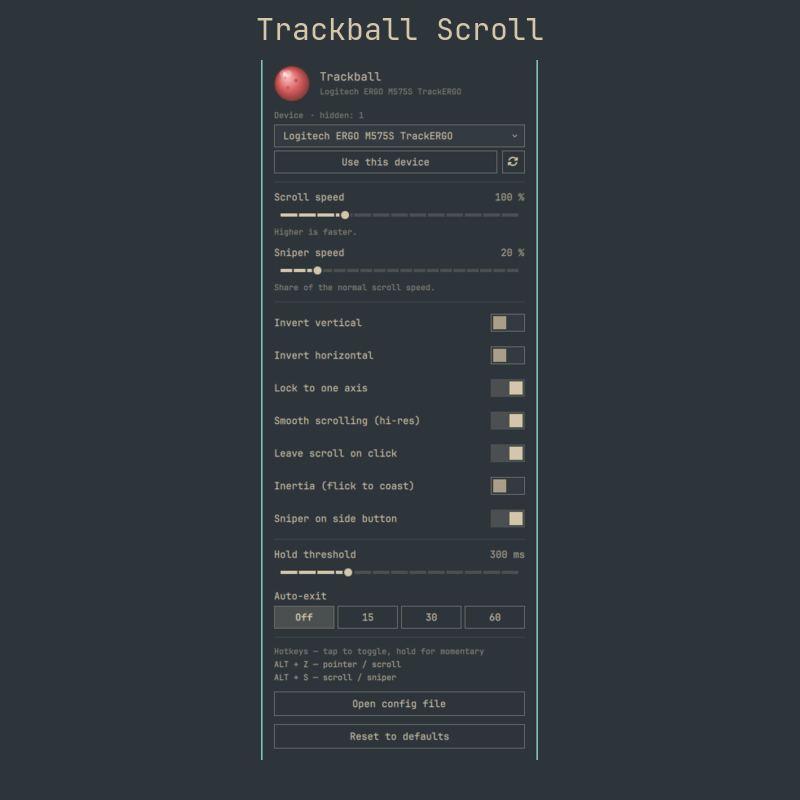 Trackball Scroll
Trackball
Logitech ERGO M575S TrackERGO
Device · hidden: 1
Logitech ERGO M575S TrackERGO
Use this device
Scroll speed 100 %
Higher is faster.
Sniper speed 20 %
Share of the normal scroll speed.
Invert vertical
Invert horizontal
Lock to one axis
Smooth scrolling (hi-res)
Leave scroll on click
Inertia (flick to coast)
Sniper on side button
Hold threshold 300 ms
Auto-exit
Off 15 30 60
Hotkeys — tap to toggle, hold for momentary
ALT + Z — pointer / scroll
ALT + S — scroll / sniper
Open config file
Reset to defaults